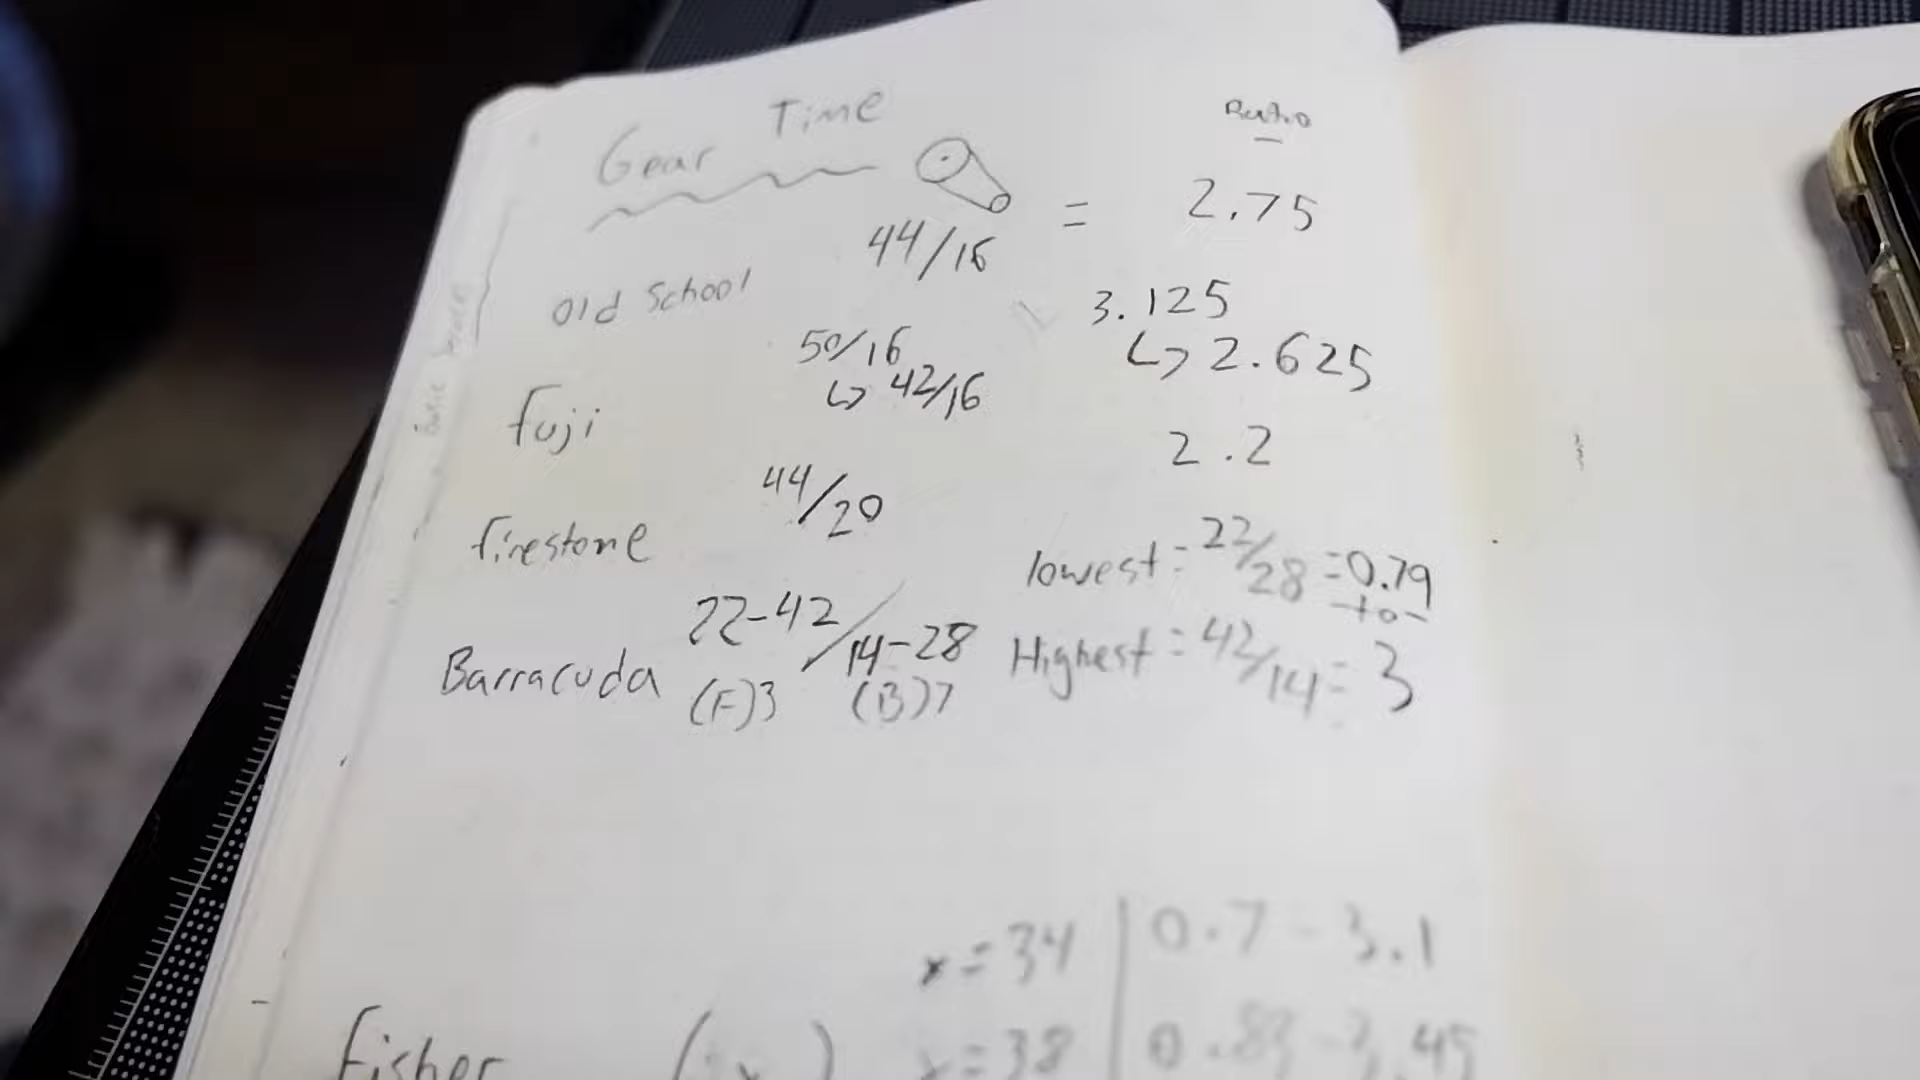 Gear Time
Ratio
44/16 = 2.75
Old School
50/16 3.125
↳ 42/16 ↳ 2.625
fuji
44/20 2.2
firestone
lowest = 22/28 = 0.79
-to-
22-42/14-28 Highest = 42/14 = 3
Barracuda (F)3 (B)7
x = 34 | 0.7 - 3.1
fisher ( x ) x = 38 | 0.83 - 3.45